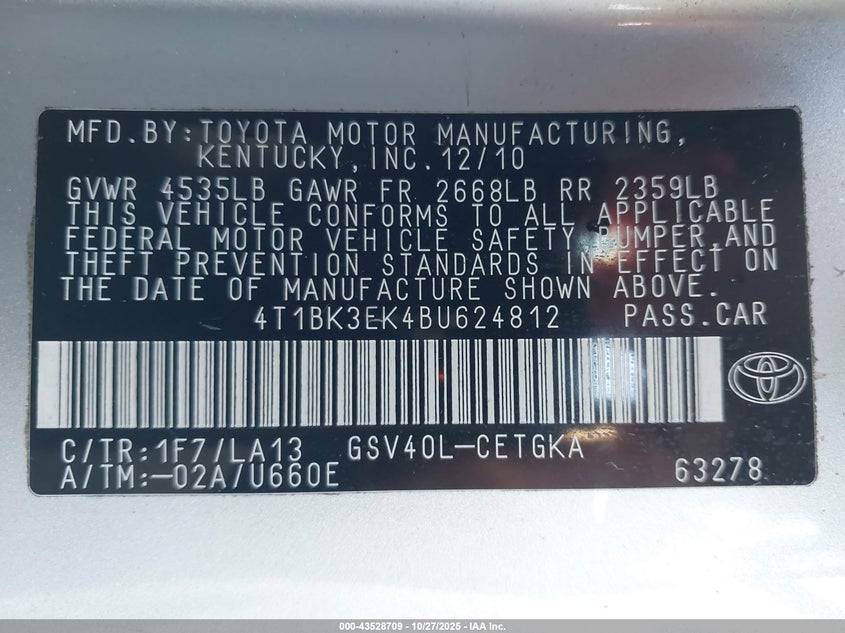 MFD.BY:TOYOTA MOTOR MANUFACTURING,
KENTUCKY,INC.12/10
GVWR 4535LB GAWR FR 2668LB RR 2359LB
THIS VEHICLE CONFORMS TO ALL APPLICABLE
FEDERAL MOTOR VEHICLE SAFETY,BUMPER,AND
THEFT PREVENTION STANDARDS IN EFFECT ON
THE DATE OF MANUFACTURE SHOWN ABOVE.
4T1BK3EK4BU624812 PASS.CAR
C/TR:1F7/LA13 GSV40L-CETGKA
A/TM:-02A/U660E 63278
000-43528709 | 10/27/2025 | IAA Inc.